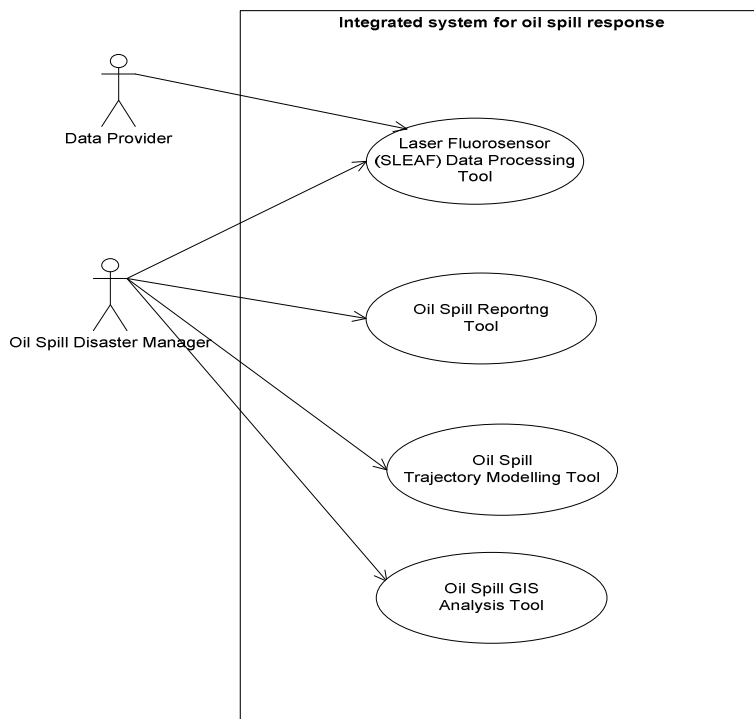 Integrated system for oil spill response
Data Provider
Laser Fluorosensor
(SLEAF) Data Processing
Tool
Oil Spill Disaster Manager
Oil Spill Reportng
Tool
Oil Spill
Trajectory Modelling Tool
Oil Spill GIS
Analysis Tool